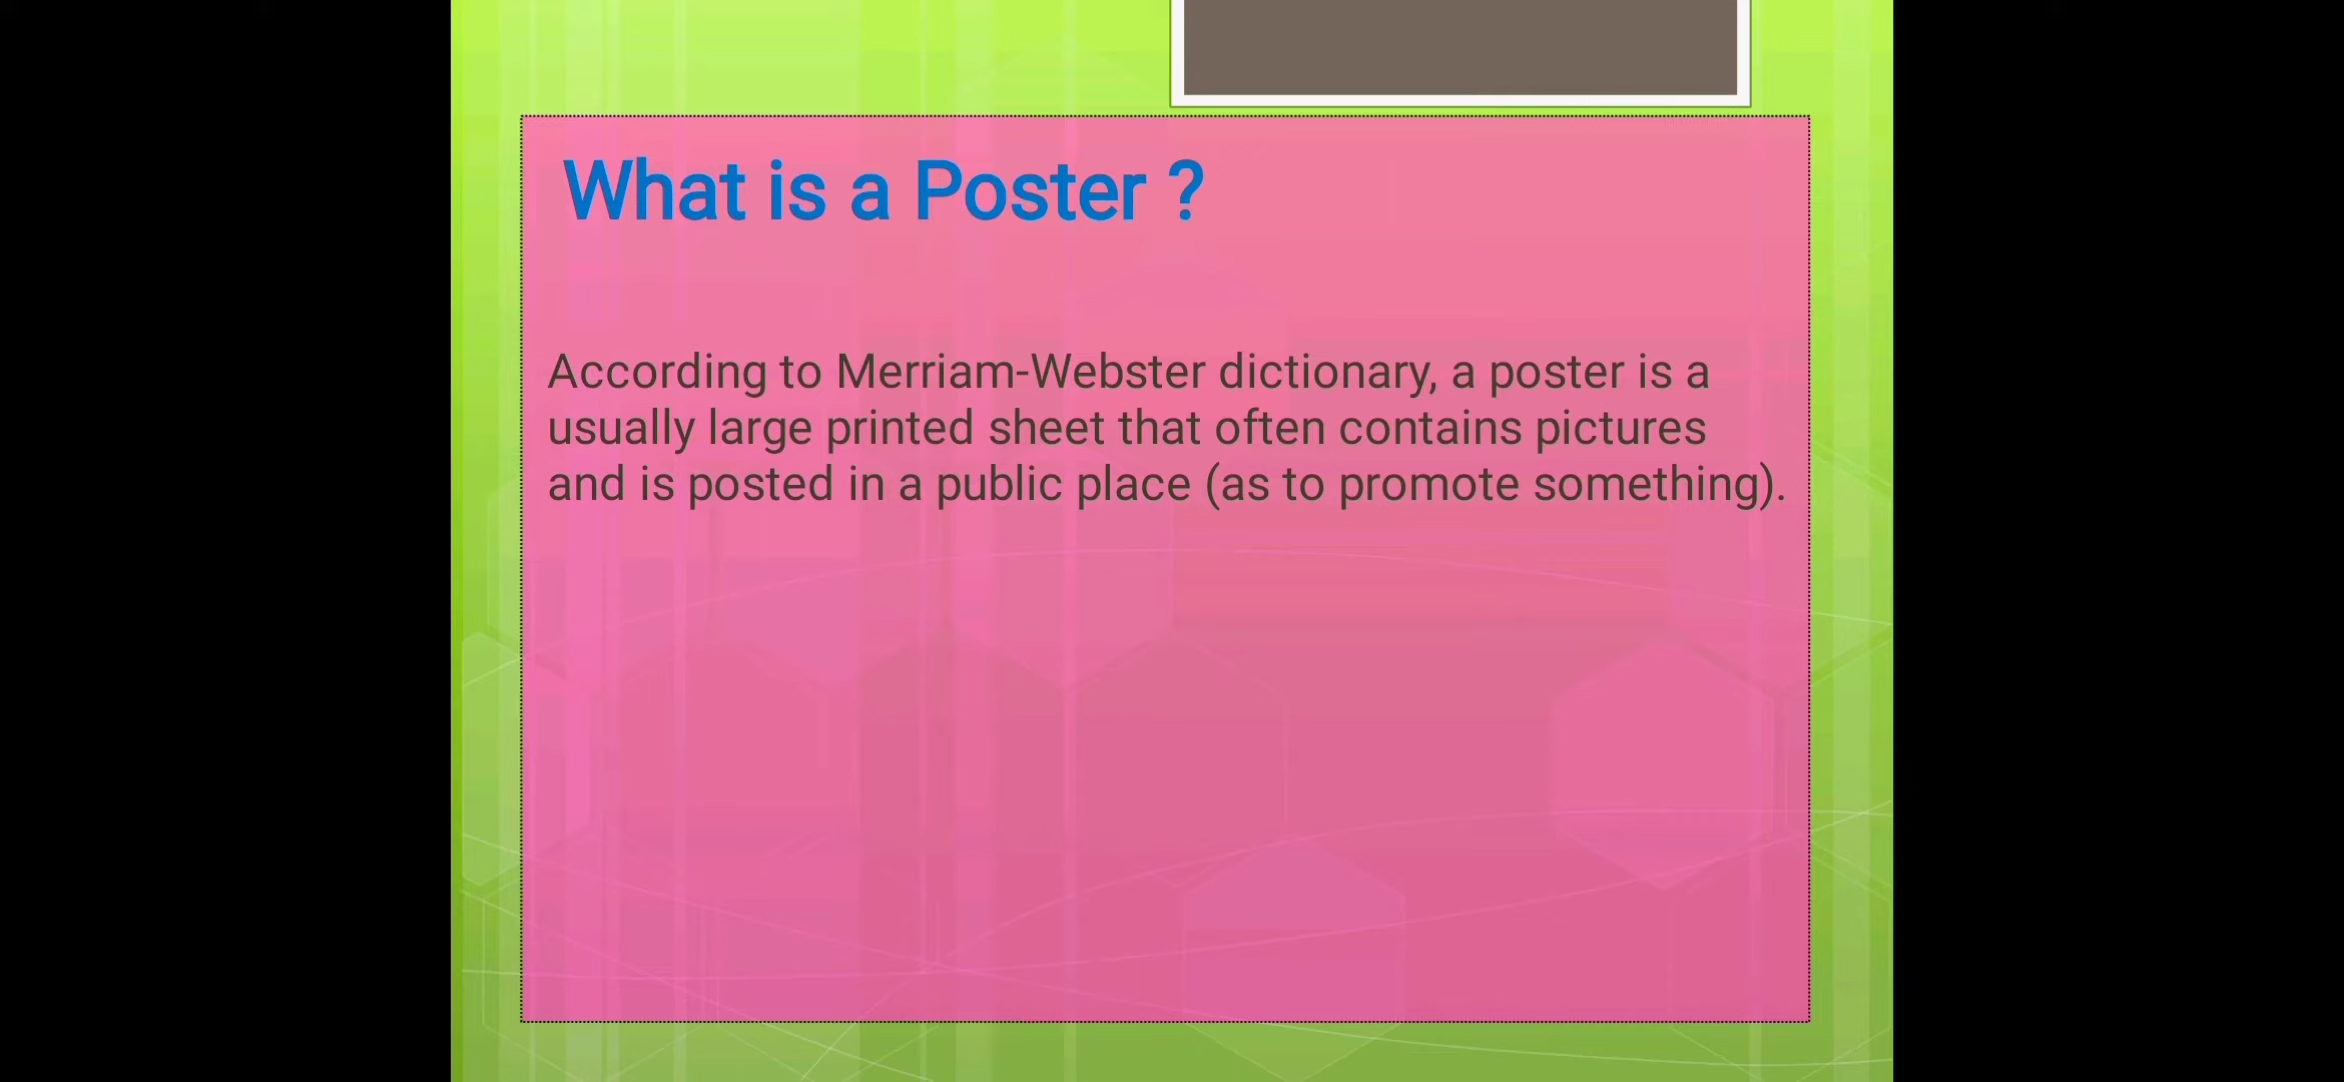 What is a Poster ?
According to Merriam-Webster dictionary, a poster is a
usually large printed sheet that often contains pictures
and is posted in a public place (as to promote something).